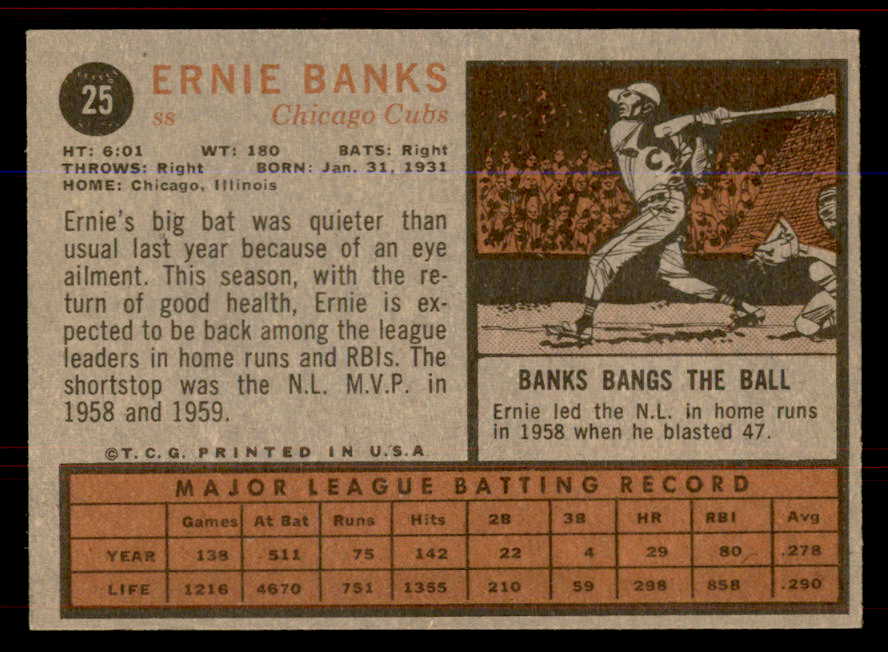 25
ERNIE BANKS
ss Chicago Cubs
HT: 6:01 WT: 180 BATS: Right
THROWS: Right BORN: Jan. 31, 1931
HOME: Chicago, Illinois
Ernie's big bat was quieter than
usual last year because of an eye
ailment. This season, with the re-
turn of good health, Ernie is ex-
pected to be back among the league
leaders in home runs and RBIs. The
shortstop was the N.L. M.V.P. in
1958 and 1959.
©T.C.G. PRINTED IN U.S.A
C
BANKS BANGS THE BALL
Ernie led the N.L. in home runs
in 1958 when he blasted 47.
MAJOR LEAGUE BATTING RECORD
Games At Bat Runs Hits 2B 3B HR RBI Avg
YEAR 138 511 75 142 22 4 29 80 .278
LIFE 1216 4670 751 1355 210 59 298 858 .290